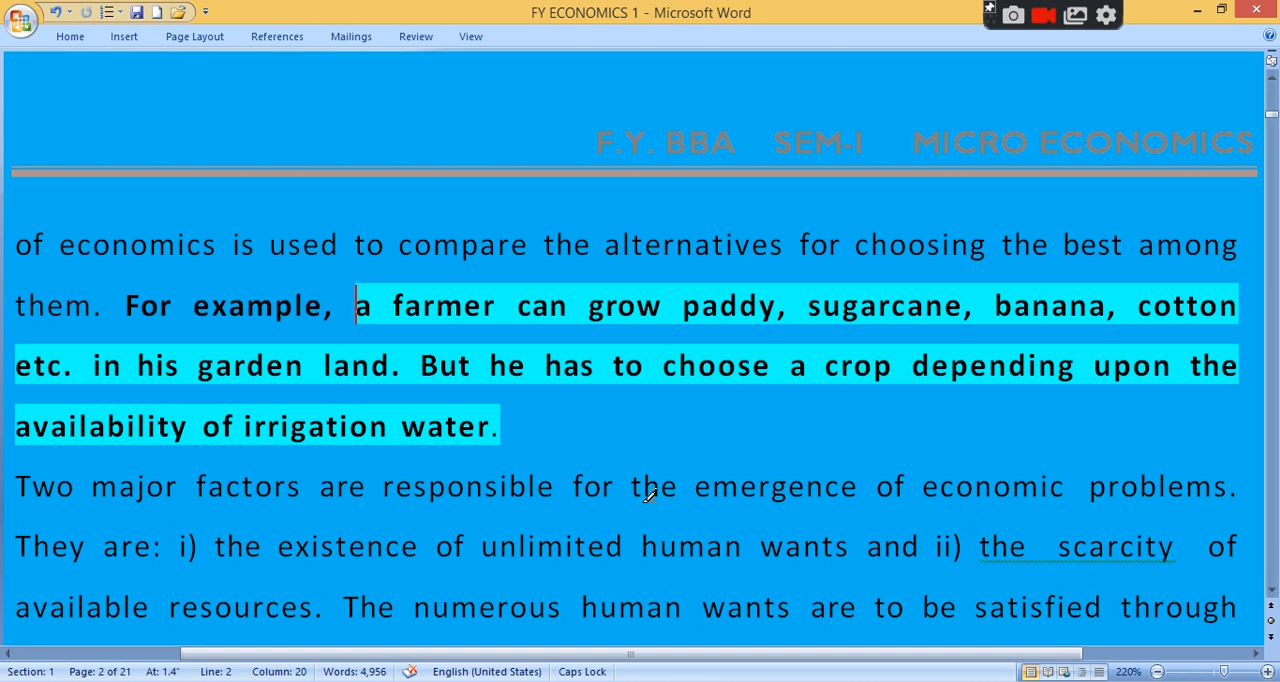 FY ECONOMICS 1 - Microsoft Word
Home Insert Page Layout References Mailings Review View
F.Y. BBA SEM-I MICRO ECONOMICS
of economics is used to compare the alternatives for choosing the best among
them. For example, a farmer can grow paddy, sugarcane, banana, cotton
etc. in his garden land. But he has to choose a crop depending upon the
availability of irrigation water.
Two major factors are responsible for the emergence of economic problems.
They are: i) the existence of unlimited human wants and ii) the scarcity of
available resources. The numerous human wants are to be satisfied through
Section: 1 Page: 2 of 21 At: 1.4" Line: 2 Column: 20 Words: 4,956 English (United States) Caps Lock 220%